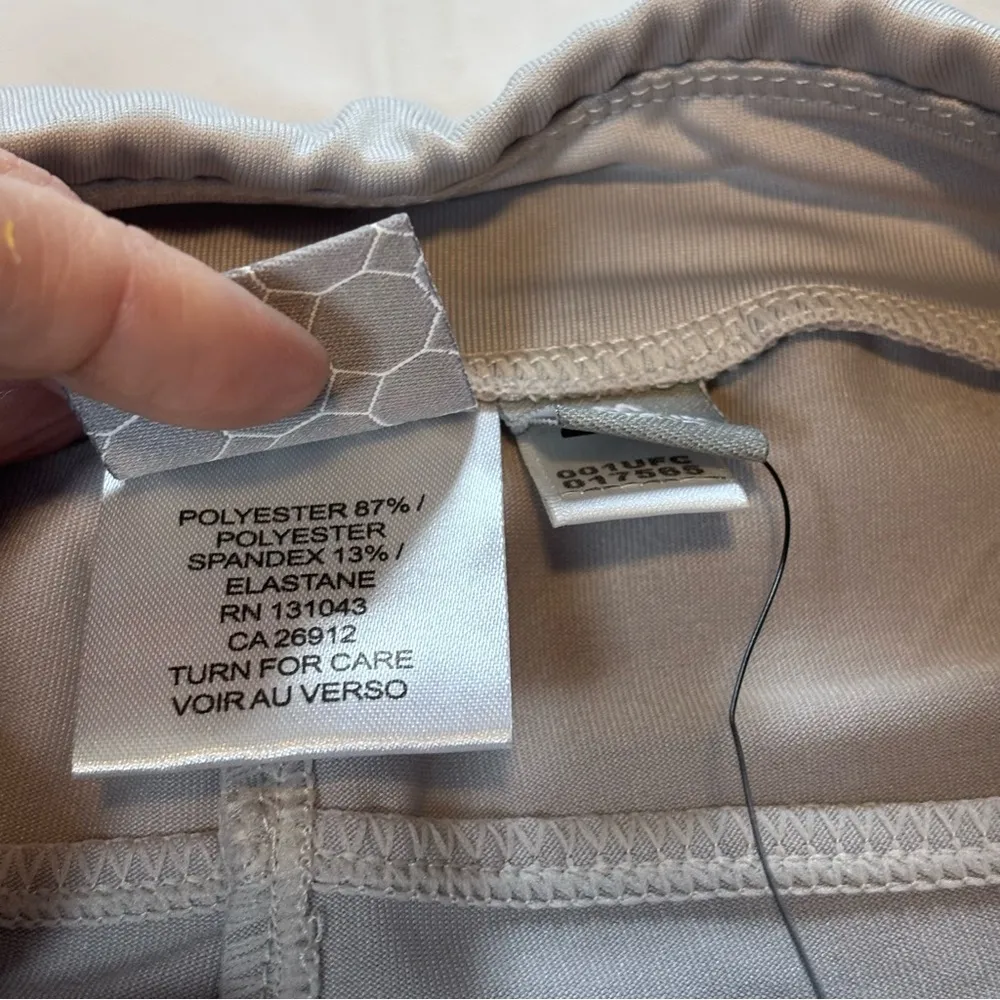 POLYESTER 87% /
POLYESTER
SPANDEX 13% /
ELASTANE
RN 131043
CA 26912
TURN FOR CARE
VOIR AU VERSO
001UFC
017565